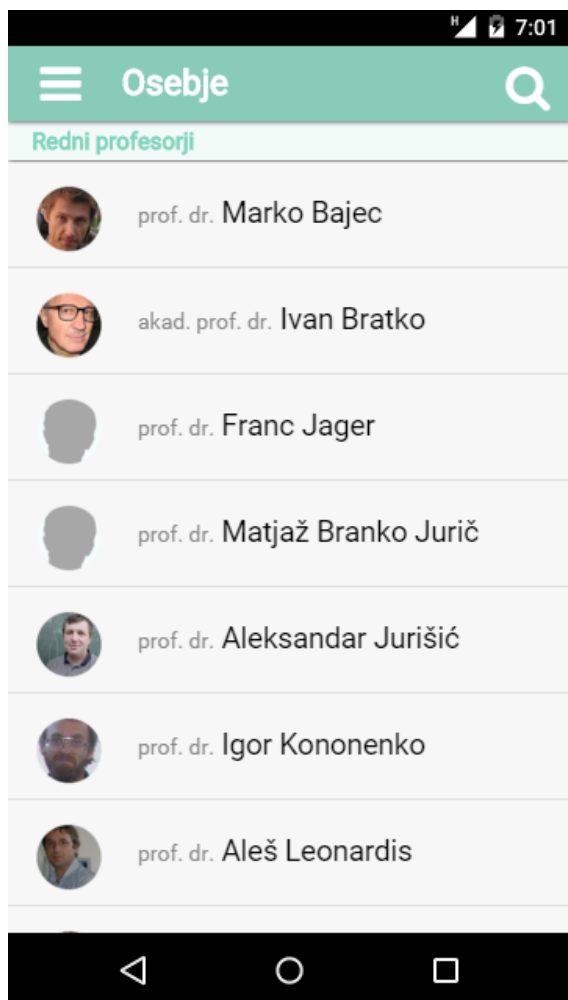 H 7:01
Osebje
Redni profesorji
prof. dr. Marko Bajec
akad. prof. dr. Ivan Bratko
prof. dr. Franc Jager
prof. dr. Matjaž Branko Jurič
prof. dr. Aleksandar Jurišić
prof. dr. Igor Kononenko
prof. dr. Aleš Leonardis